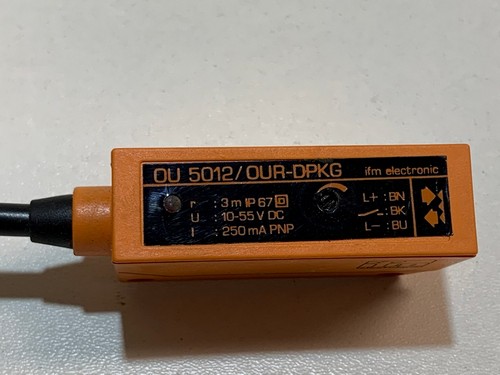 OU 5012/OUR-DPKG ifm electronic
r : 3 m IP 67 L+ : BN
U : 10-55 V DC : BK
I : 250 mA PNP L- : BU